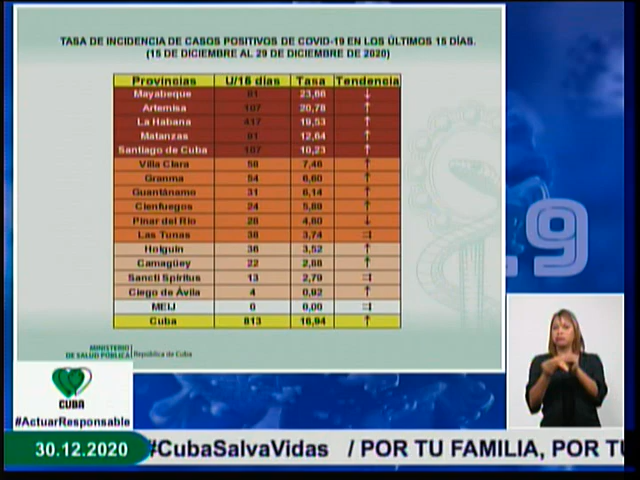 TASA DE INCIDENCIA DE CASOS POSITIVOS DE COVID-19 EN LOS ÚLTIMOS 15 DÍAS.
(15 DE DICIEMBRE AL 29 DE DICIEMBRE DE 2020)
Provincias U/15 días Tasa Tendencia
Mayabeque 91 23,86 ↓
Artemisa 107 20,78 ↑
La Habana 417 19,53 ↑
Matanzas 91 12,64 ↑
Santiago de Cuba 107 10,23 ↑
Villa Clara 58 7,46 ↑
Granma 54 6,60 ↑
Guantánamo 31 6,14 ↑
Cienfuegos 24 5,89 ↑
Pinar del Río 28 4,80 ↓
Las Tunas 38 3,74 ⇉
Holguín 36 3,52 ↑
Camagüey 22 2,88 ↑
Sancti Spíritus 13 2,79 ⇉
Ciego de Ávila 4 0,92 ↑
MEIJ 0 0,00 ⇉
Cuba 813 16,94 ↑
MINISTERIO
DE SALUD PÚBLICA República de Cuba
19
CUBA
#ActuarResponsable
30.12.2020 #CubaSalvaVidas / POR TU FAMILIA, POR TU